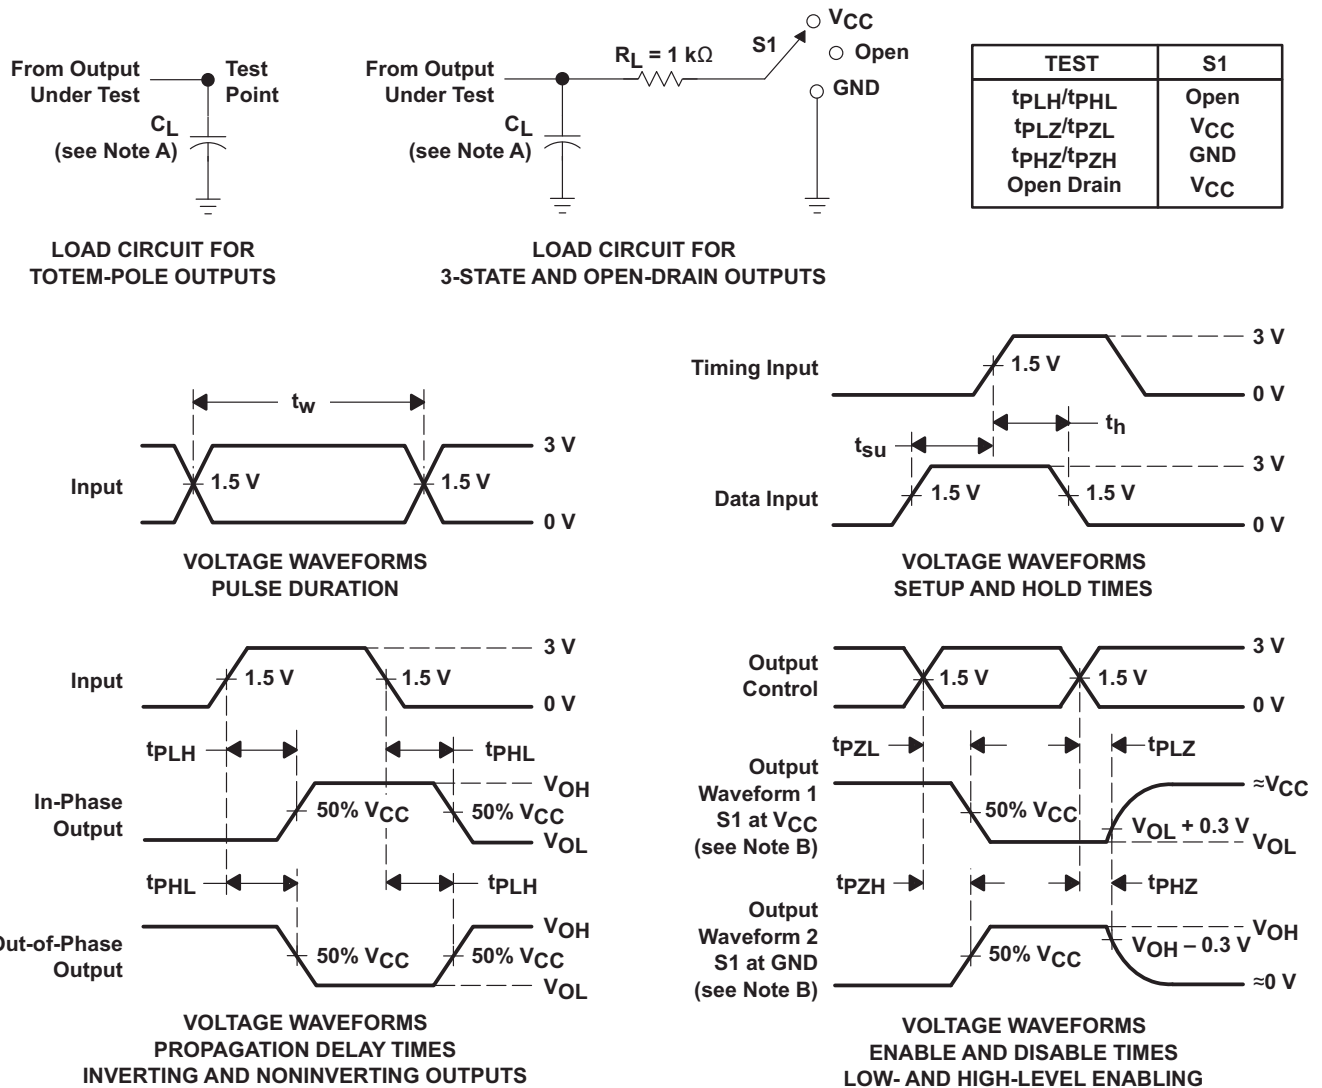 From Output
Under Test
Test
Point
CL
(see Note A)
LOAD CIRCUIT FOR
TOTEM-POLE OUTPUTS
From Output
Under Test
RL = 1 kΩ
S1
VCC
Open
GND
CL
(see Note A)
LOAD CIRCUIT FOR
3-STATE AND OPEN-DRAIN OUTPUTS
TEST S1
tPLH/tPHL Open
tPLZ/tPZL VCC
tPHZ/tPZH GND
Open Drain VCC
tw
Input
1.5 V
1.5 V
3 V
0 V
VOLTAGE WAVEFORMS
PULSE DURATION
Timing Input
1.5 V
3 V
0 V
th
tsu
Data Input
1.5 V
1.5 V
3 V
0 V
VOLTAGE WAVEFORMS
SETUP AND HOLD TIMES
Input
1.5 V
1.5 V
3 V
0 V
tPLH
tPHL
In-Phase
Output
50% VCC
50% VCC
VOH
VOL
tPHL
tPLH
Out-of-Phase
Output
50% VCC
50% VCC
VOH
VOL
VOLTAGE WAVEFORMS
PROPAGATION DELAY TIMES
INVERTING AND NONINVERTING OUTPUTS
Output
Control
1.5 V
1.5 V
3 V
0 V
tPZL
tPLZ
Output
Waveform 1
S1 at VCC
(see Note B)
50% VCC
VOL + 0.3 V
≈VCC
VOL
tPZH
tPHZ
Output
Waveform 2
S1 at GND
(see Note B)
50% VCC
VOH – 0.3 V
VOH
≈0 V
VOLTAGE WAVEFORMS
ENABLE AND DISABLE TIMES
LOW- AND HIGH-LEVEL ENABLING